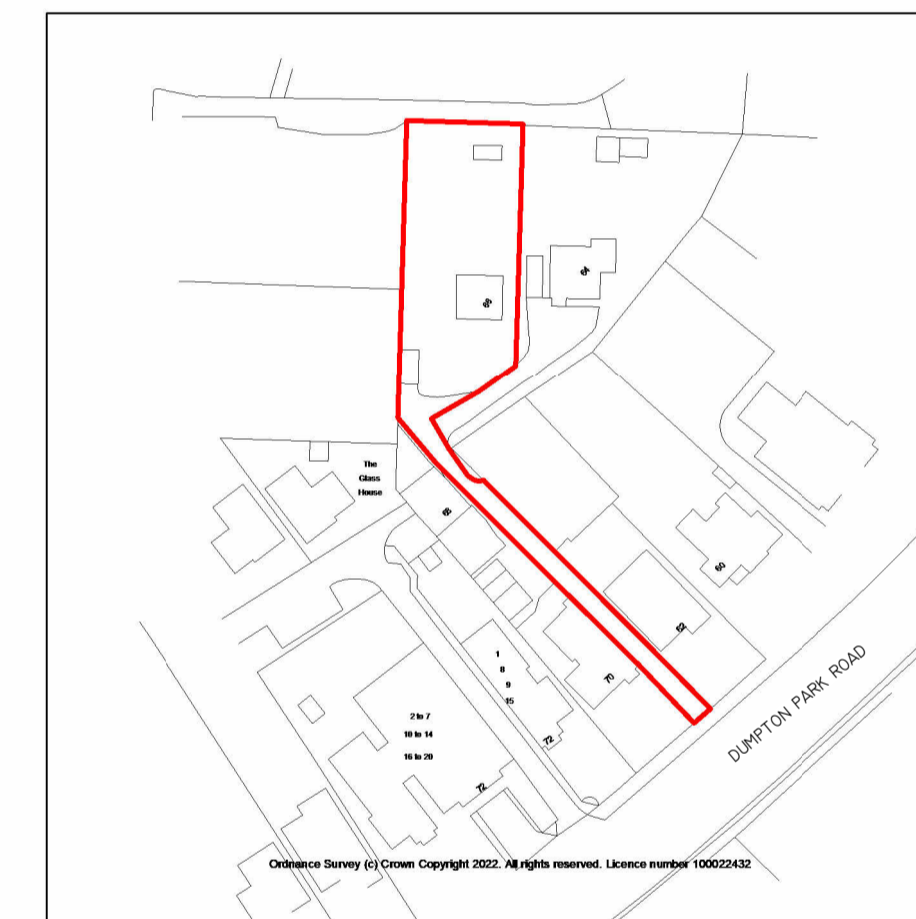 64
66
The
Glass
House
68
60
62
1
8
9
15
70
DUMPTON PARK ROAD
2 to 7
10 to 14
16 to 20
72
72
Ordnance Survey (c) Crown Copyright 2022. All rights reserved. Licence number 100022432